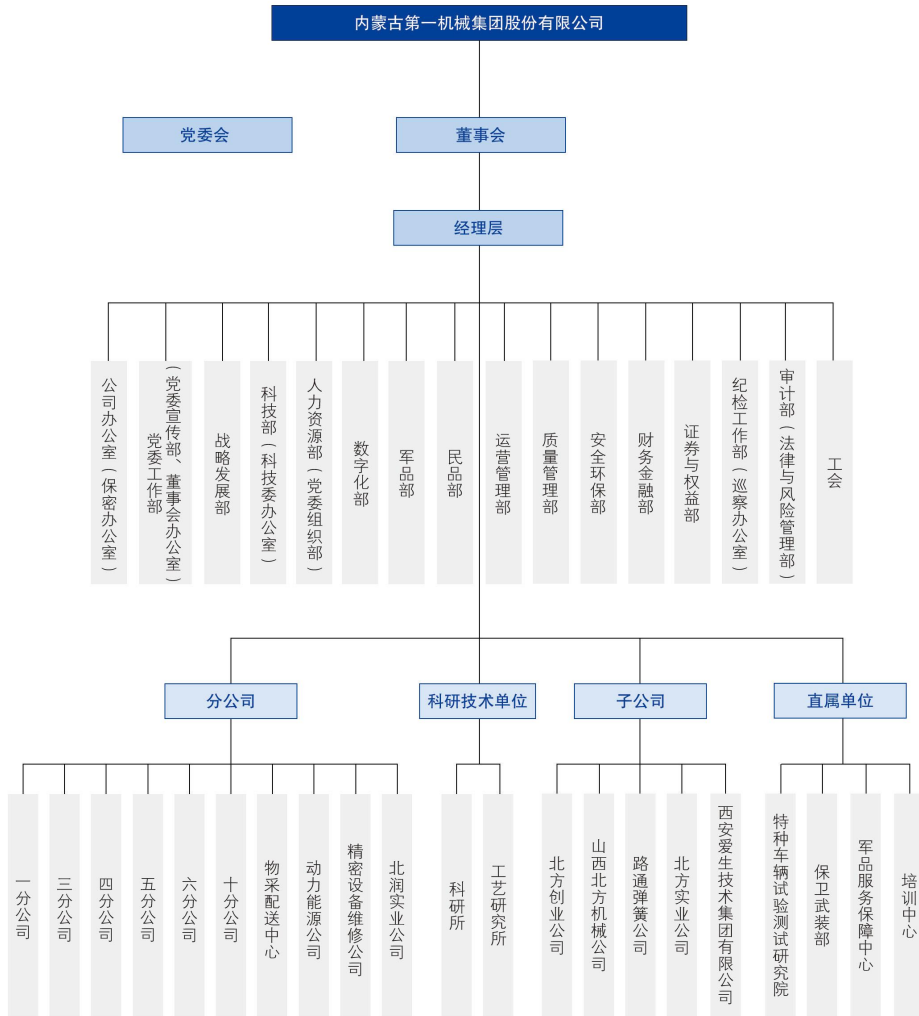 内蒙古第一机械集团股份有限公司
党委会
董事会
经理层
公司办公室（保密办公室）
党委工作部
（党委宣传部、董事会办公室）
战略发展部
科技部（科技委办公室）
人力资源部（党委组织部）
数字化部
军品部
民品部
运营管理部
质量管理部
安全环保部
财务金融部
证券与权益部
纪检工作部（巡察办公室）
审计部（法律与风险管理部）
工会
分公司
科研技术单位
子公司
直属单位
一分公司
三分公司
四分公司
五分公司
六分公司
十分公司
物采配送中心
动力能源公司
精密设备维修公司
北润实业公司
科研所
工艺研究所
北方创业公司
山西北方机械公司
路通弹簧公司
北方实业公司
西安爱生技术集团有限公司
特种车辆试验测试研究院
保卫武装部
军品服务保障中心
培训中心